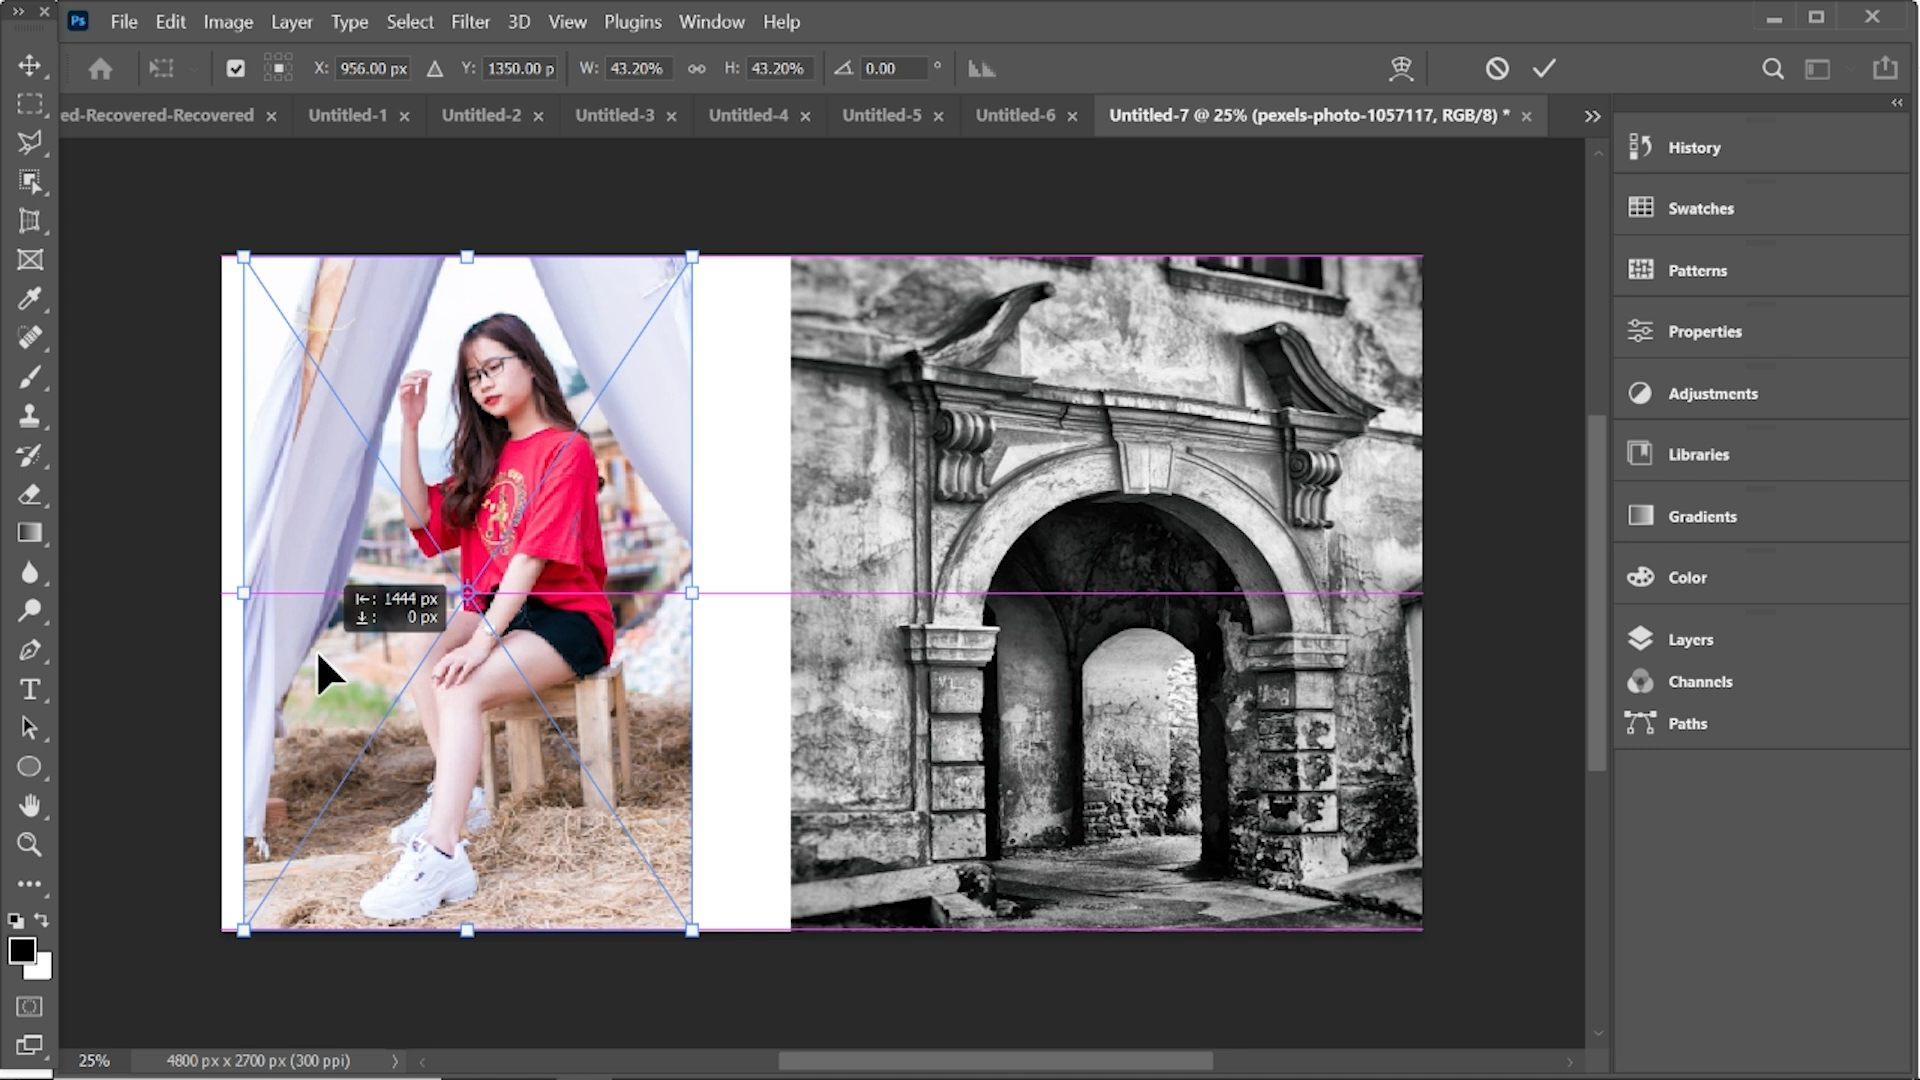 Ps File Edit Image Layer Type Select Filter 3D View Plugins Window Help
X: 956.00 px Y: 1350.00 p W: 43.20% H: 43.20% 0.00 °
ed-Recovered-Recovered × Untitled-1 × Untitled-2 × Untitled-3 × Untitled-4 × Untitled-5 × Untitled-6 × Untitled-7 @ 25% (pexels-photo-1057117, RGB/8) * ×
History
Swatches
Patterns
Properties
Adjustments
Libraries
Gradients
Color
Layers
Channels
Paths
1444 px
0 px
25% 4800 px x 2700 px (300 ppi)